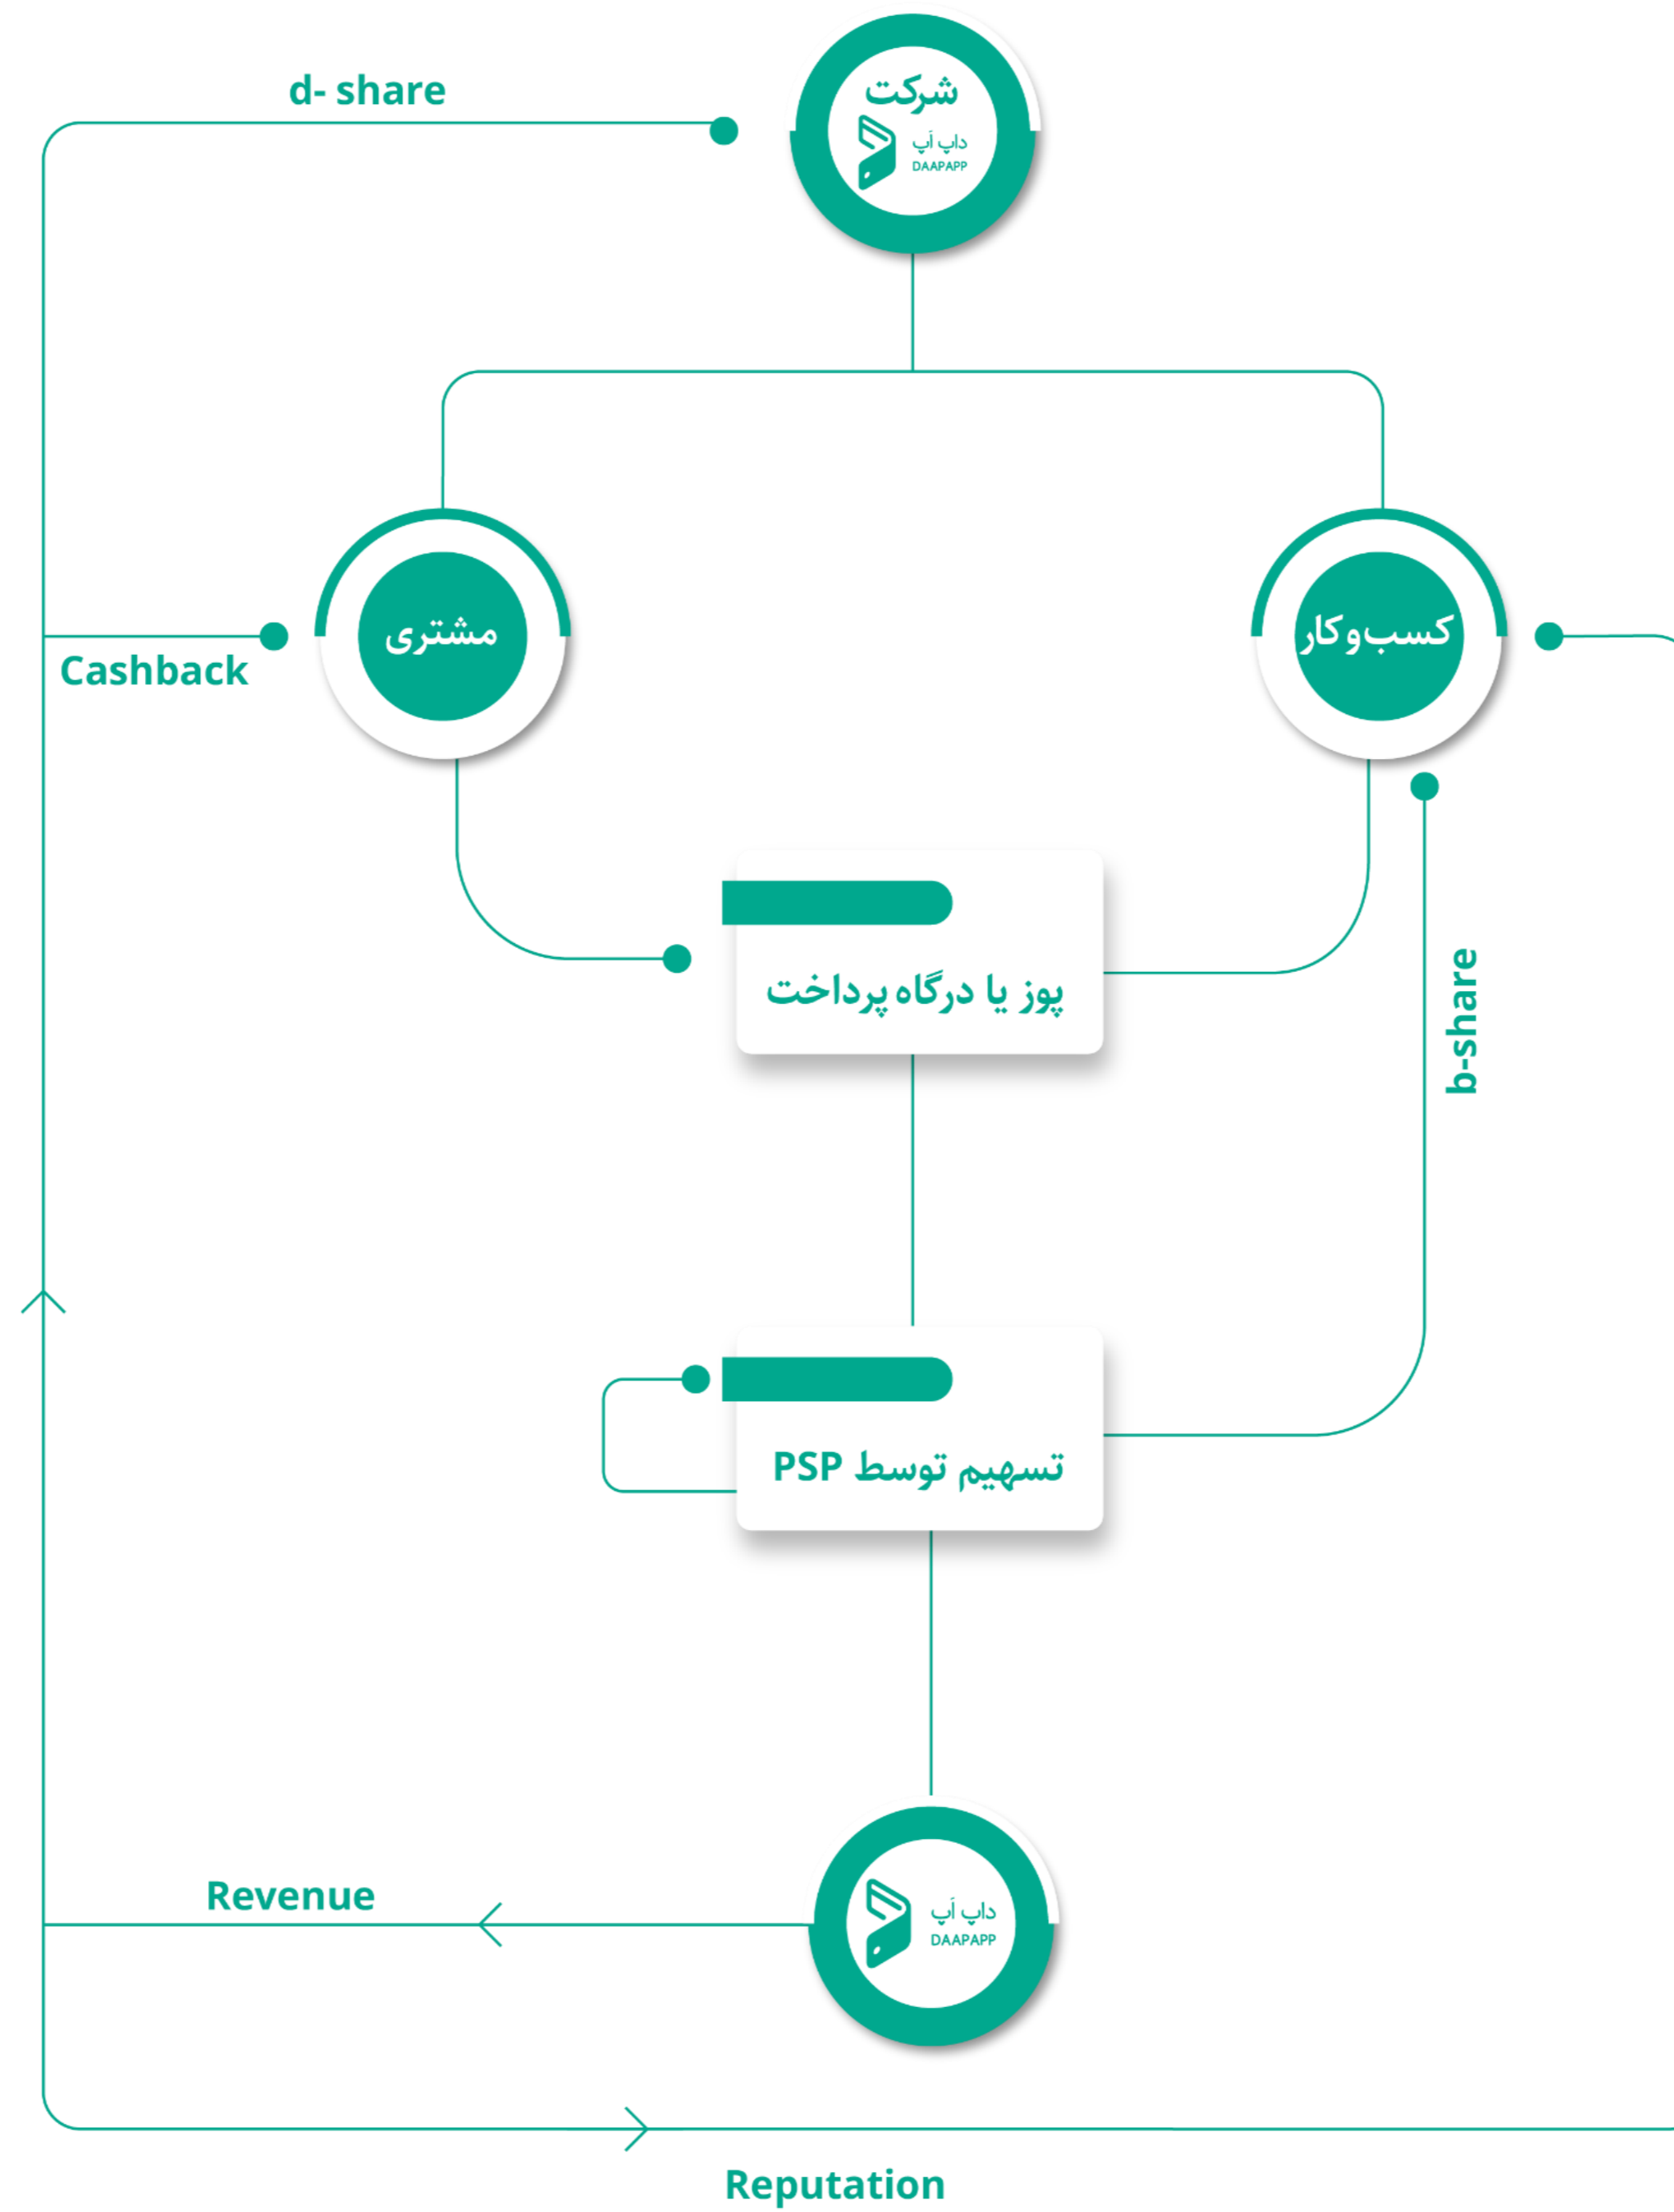 d- share
شرکت
داپ اَپ
DAAPAPP
مشتری
کسب‌وکار
Cashback
پوز یا درگاه پرداخت
b-share
تسهیم توسط PSP
Revenue
داپ اَپ
DAAPAPP
Reputation